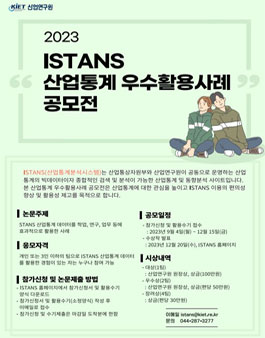 KIET 산업연구원
2023
ISTANS
산업통계 우수활용사례
공모전
ISTANS(산업통계분석시스템)는 산업통상자원부와 산업연구원이 공동으로 운영하는 산업
통계의 빅데이터이자 종합적인 검색 및 분석이 가능한 산업통계 및 동향분석 사이트입니다.
본 산업통계 우수활용사례 공모전은 산업통계에 대한 관심을 높이고 ISTANS 이용의 편의성
향상 및 활용성 제고를 목적으로 합니다.
논문주제
STANS 산업통계 데이터를 학업, 연구, 업무 등에
효과적으로 활용한 사례
응모자격
개인 또는 3인 이하의 팀으로 ISTANS 산업통계 데이터
를 활용한 경험이 있는 자는 누구나 참여 가능
참가신청 및 논문제출 방법
- ISTANS 홈페이지에서 참가신청서 및 활용수기
양식 다운로드
- 참가신청서 및 활용수기(소정양식) 작성 후
이메일로 접수
- 참가신청 및 수기제출은 마감일 도착분에 한함
공모일정
- 참가신청 및 활용수기 접수
: 2023년 9월 4일(월) ~ 12월 15일(금)
- 수상작 발표
: 2023년 12월 20일(수), ISTANS 홈페이지
시상내역
- 대상(1팀)
산업연구원 원장상, 상금(100만원)
- 우수상(2팀)
산업연구원 원장상, 상금(편당 50만원)
- 장려상(4팀)
상금(편당 30만원)
이메일 istans@kiet.re.kr
문의 044-287-3277